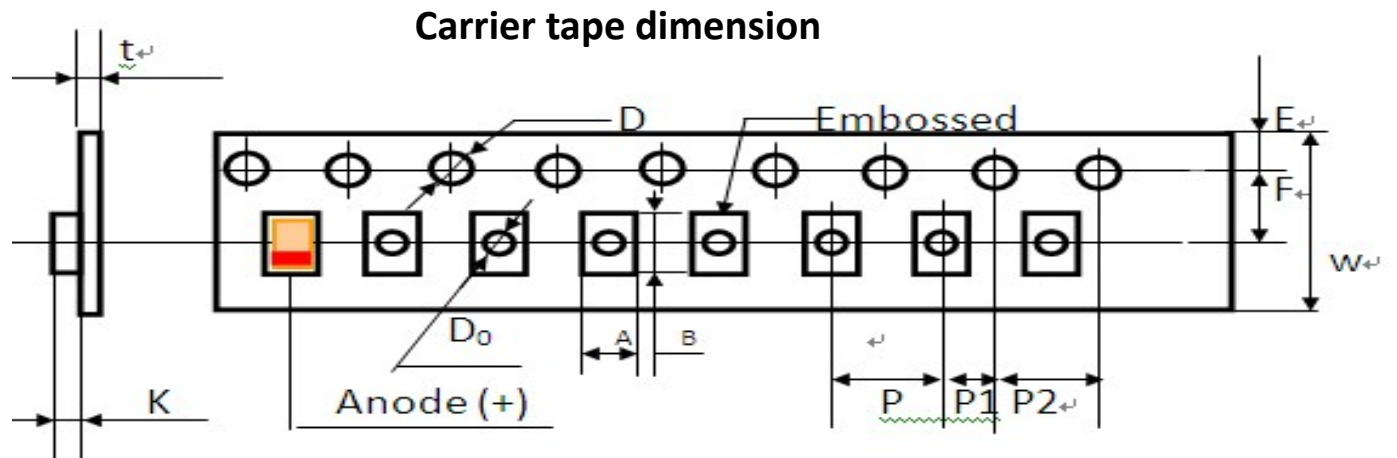 Carrier tape dimension
t↵
D
Embossed
E↵
F↵
w↵
D₀
A
B
↵
K
Anode (+)
P
P1
P2↵